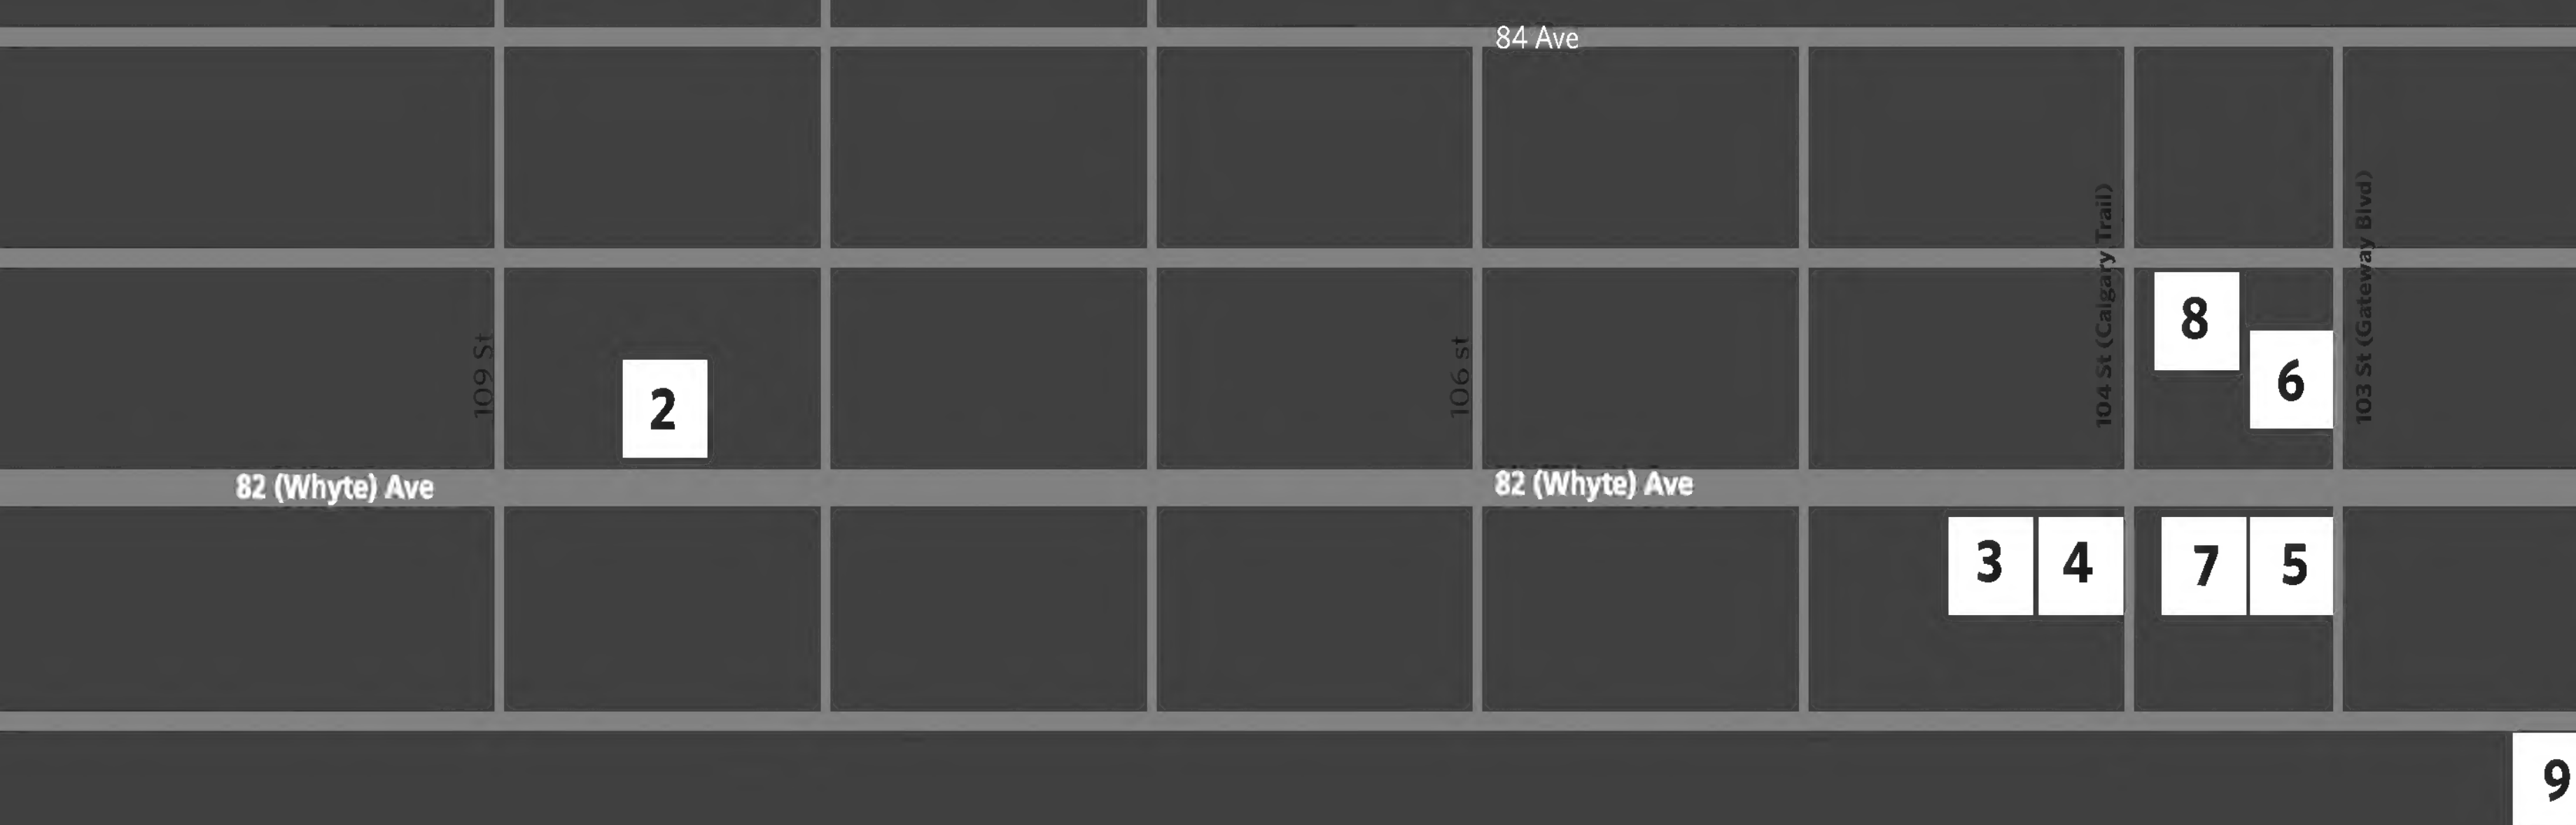 84 Ave
104 St (Calgary Trail)
103 St (Gateway Blvd)
8
109 St
106 st
6
2
82 (Whyte) Ave
82 (Whyte) Ave
3
4
7
5
9